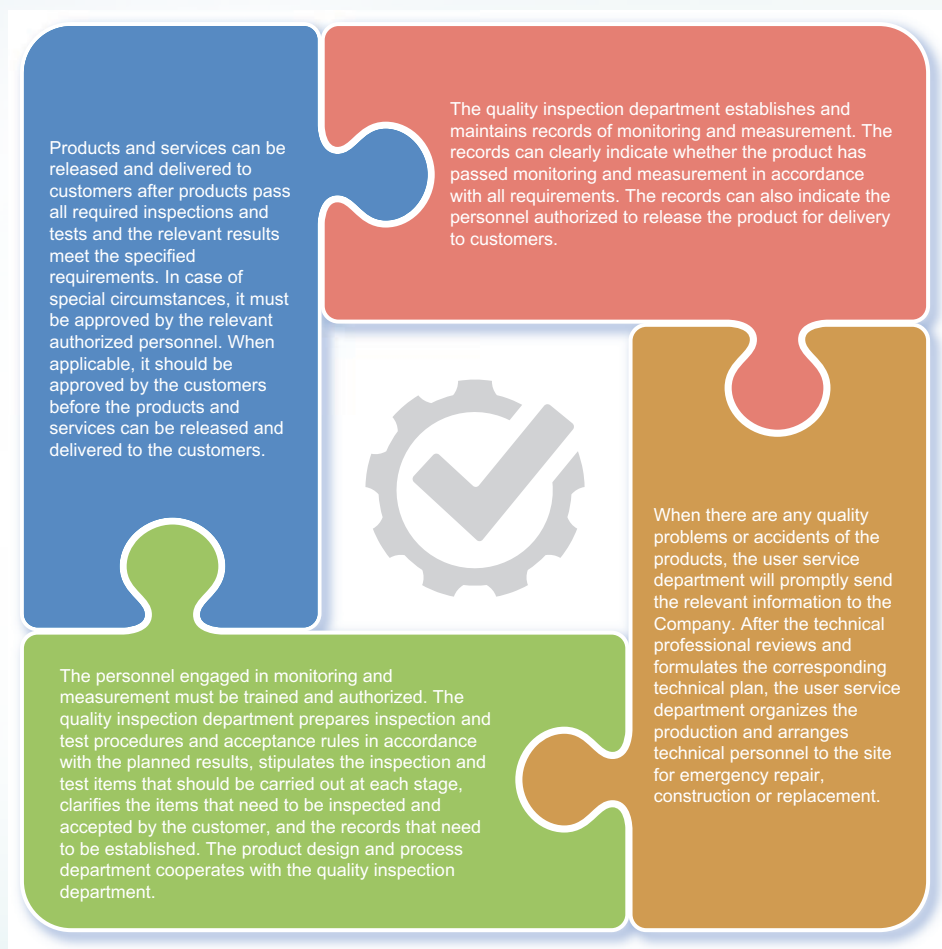 Products and services can be
released and delivered to
customers after products pass
all required inspections and
tests and the relevant results
meet the specified
requirements. In case of
special circumstances, it must
be approved by the relevant
authorized personnel. When
applicable, it should be
approved by the customers
before the products and
services can be released and
delivered to the customers.
The quality inspection department establishes and
maintains records of monitoring and measurement. The
records can clearly indicate whether the product has
passed monitoring and measurement in accordance
with all requirements. The records can also indicate the
personnel authorized to release the product for delivery
to customers.
When there are any quality
problems or accidents of the
products, the user service
department will promptly send
the relevant information to the
Company. After the technical
professional reviews and
formulates the corresponding
technical plan, the user service
department organizes the
production and arranges
technical personnel to the site
for emergency repair,
construction or replacement.
The personnel engaged in monitoring and
measurement must be trained and authorized. The
quality inspection department prepares inspection and
test procedures and acceptance rules in accordance
with the planned results, stipulates the inspection and
test items that should be carried out at each stage,
clarifies the items that need to be inspected and
accepted by the customer, and the records that need
to be established. The product design and process
department cooperates with the quality inspection
department.